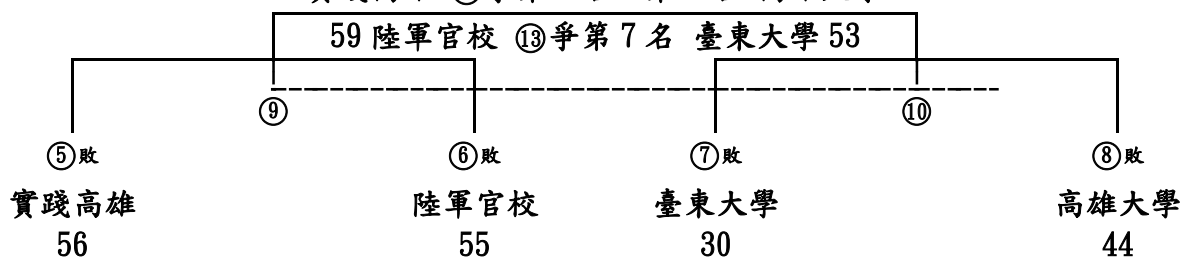 59 陸軍官校 ⑬爭第 7 名 臺東大學 53
⑨ ⑩
⑤敗 ⑥敗 ⑦敗 ⑧敗
實踐高雄 陸軍官校 臺東大學 高雄大學
56 55 30 44